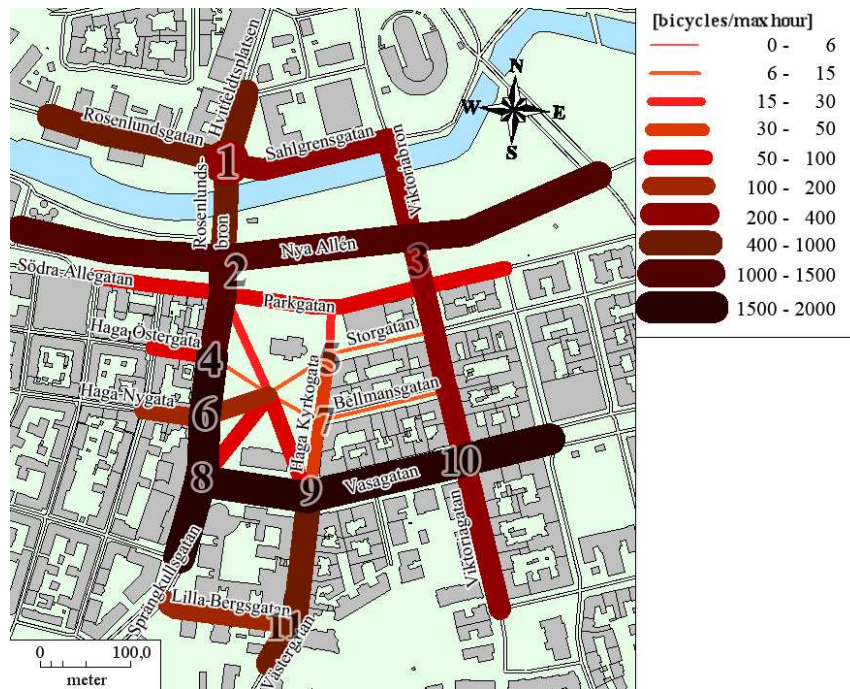 [bicycles/max hour]
0 - 6
6 - 15
15 - 30
30 - 50
50 - 100
100 - 200
200 - 400
400 - 1000
1000 - 1500
1500 - 2000
N
W E
S
Hvitfeldtsplatsen
Rosenlundsgatan
Sahlgrensgatan
1
Viktoriabron
Rosenlunds-
bron
Nya Allén
2
3
Södra Allégatan
Parkgatan
Haga Östergata
Storgatan
4
5
Haga Kyrkogata
Haga Nygata
Bellmansgatan
6
7
8
9
10
Vasagatan
Sprängkullsgatan
Viktoriagatan
Lilla Bergsgatan
11
Västergatan
0 100,0
meter